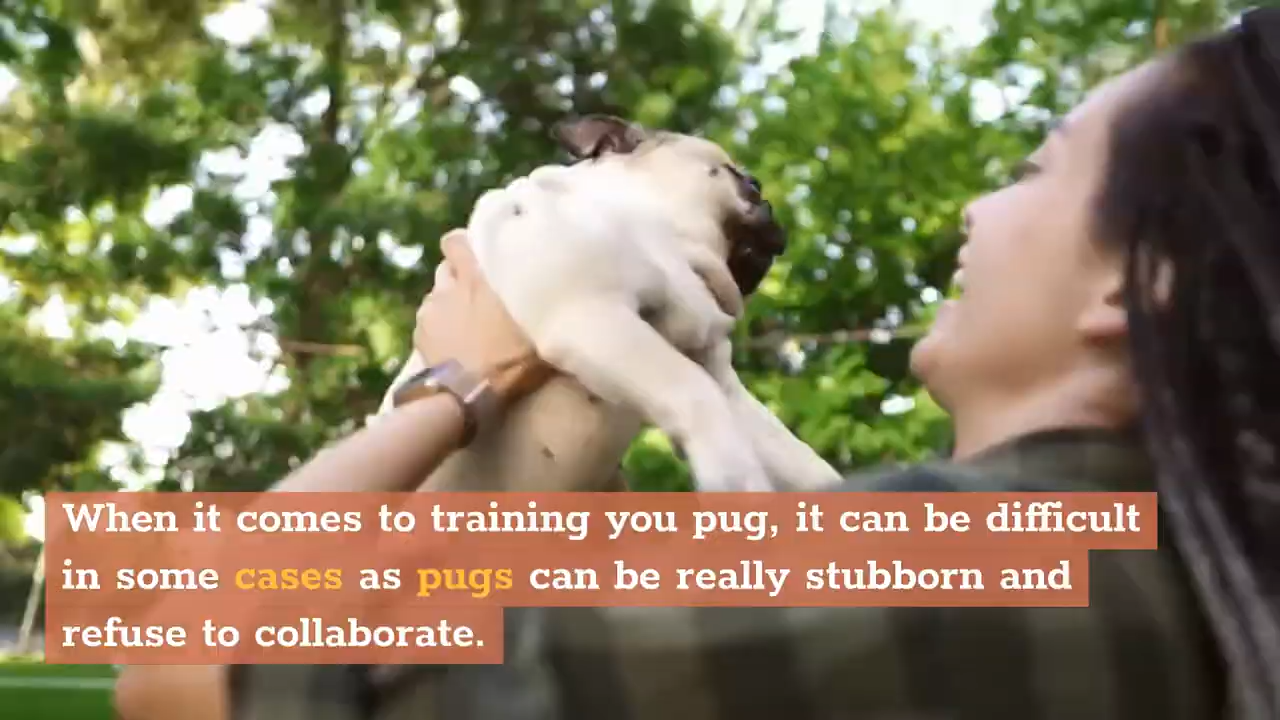 When it comes to training you pug, it can be difficult
in some cases as pugs can be really stubborn and
refuse to collaborate.